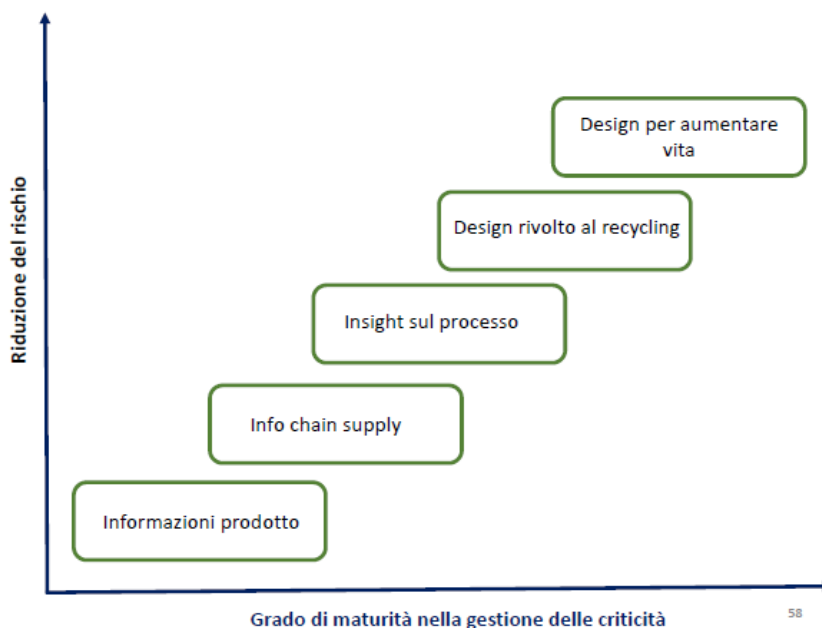 Riduzione del rischio
Design per aumentare
vita
Design rivolto al recycling
Insight sul processo
Info chain supply
Informazioni prodotto
Grado di maturità nella gestione delle criticità
58